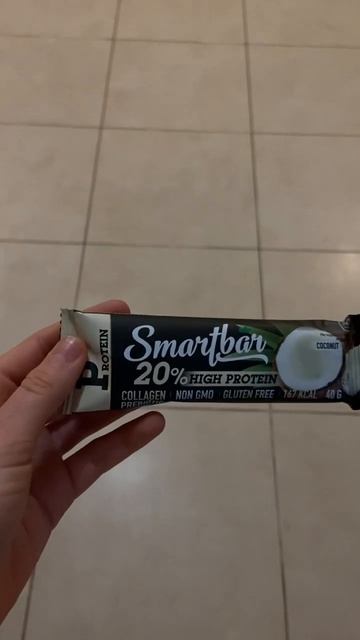 PROTEIN
Smartbar
COCONUT
20% HIGH PROTEIN
COLLAGEN NON GMO GLUTEN FREE 167 KCAL 40 G